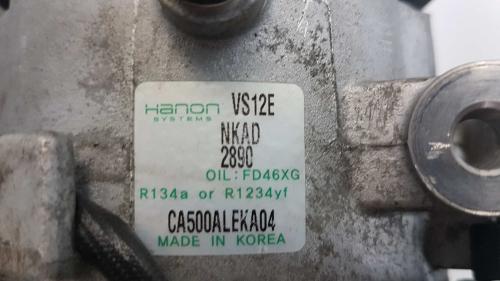 Hanon VS12E
SYSTEMS
NKAD
2890
OIL: FD46XG
R134a or R1234yf
CA500ALEKA04
MADE IN KOREA